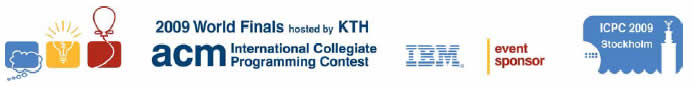 2009 World Finals hosted by KTH
acm International Collegiate
Programming Contest
IBM.
event
sponsor
ICPC 2009
Stockholm